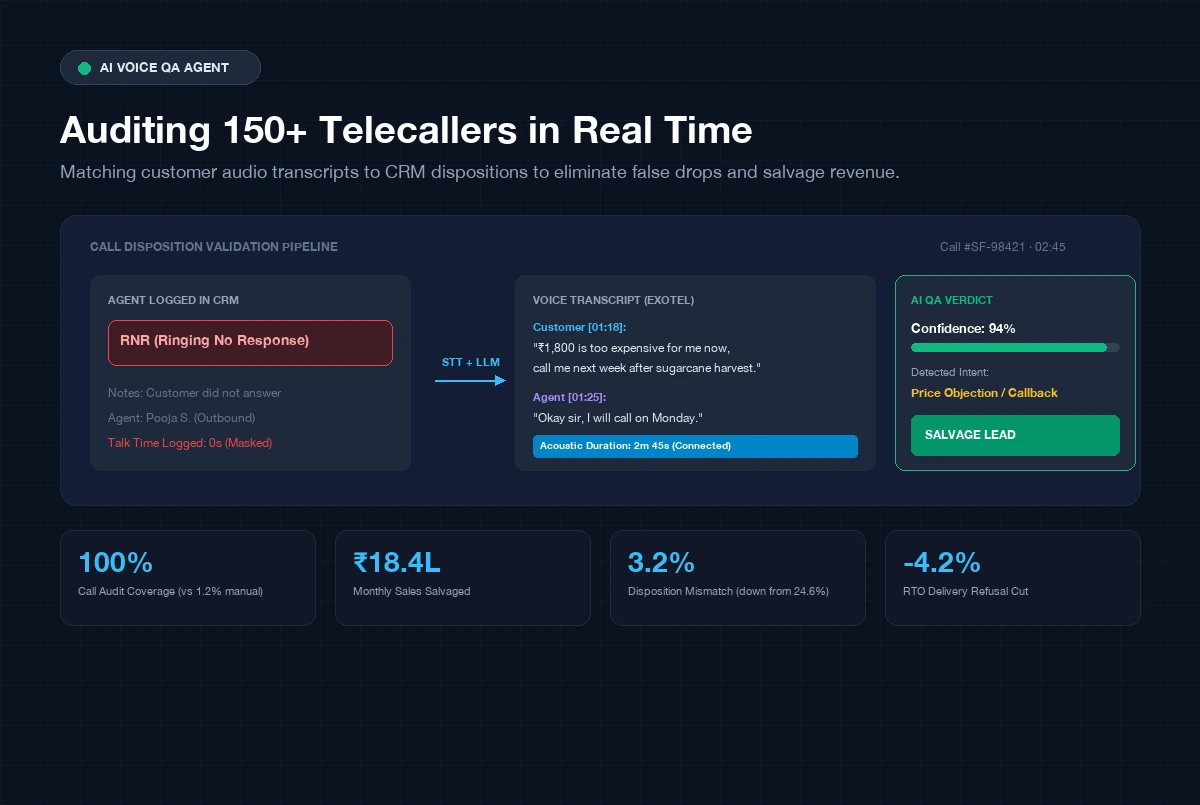 AI VOICE QA AGENT
Auditing 150+ Telecallers in Real Time
Matching customer audio transcripts to CRM dispositions to eliminate false drops and salvage revenue.
CALL DISPOSITION VALIDATION PIPELINE
Call #SF-98421 · 02:45
AGENT LOGGED IN CRM
RNR (Ringing No Response)
Notes: Customer did not answer
Agent: Pooja S. (Outbound)
Talk Time Logged: 0s (Masked)
STT + LLM
VOICE TRANSCRIPT (EXOTEL)
Customer [01:18]:
"₹1,800 is too expensive for me now,
call me next week after sugarcane harvest."
Agent [01:25]:
"Okay sir, I will call on Monday."
Acoustic Duration: 2m 45s (Connected)
AI QA VERDICT
Confidence: 94%
Detected Intent:
Price Objection / Callback
SALVAGE LEAD
100%
Call Audit Coverage (vs 1.2% manual)
₹18.4L
Monthly Sales Salvaged
3.2%
Disposition Mismatch (down from 24.6%)
-4.2%
RTO Delivery Refusal Cut